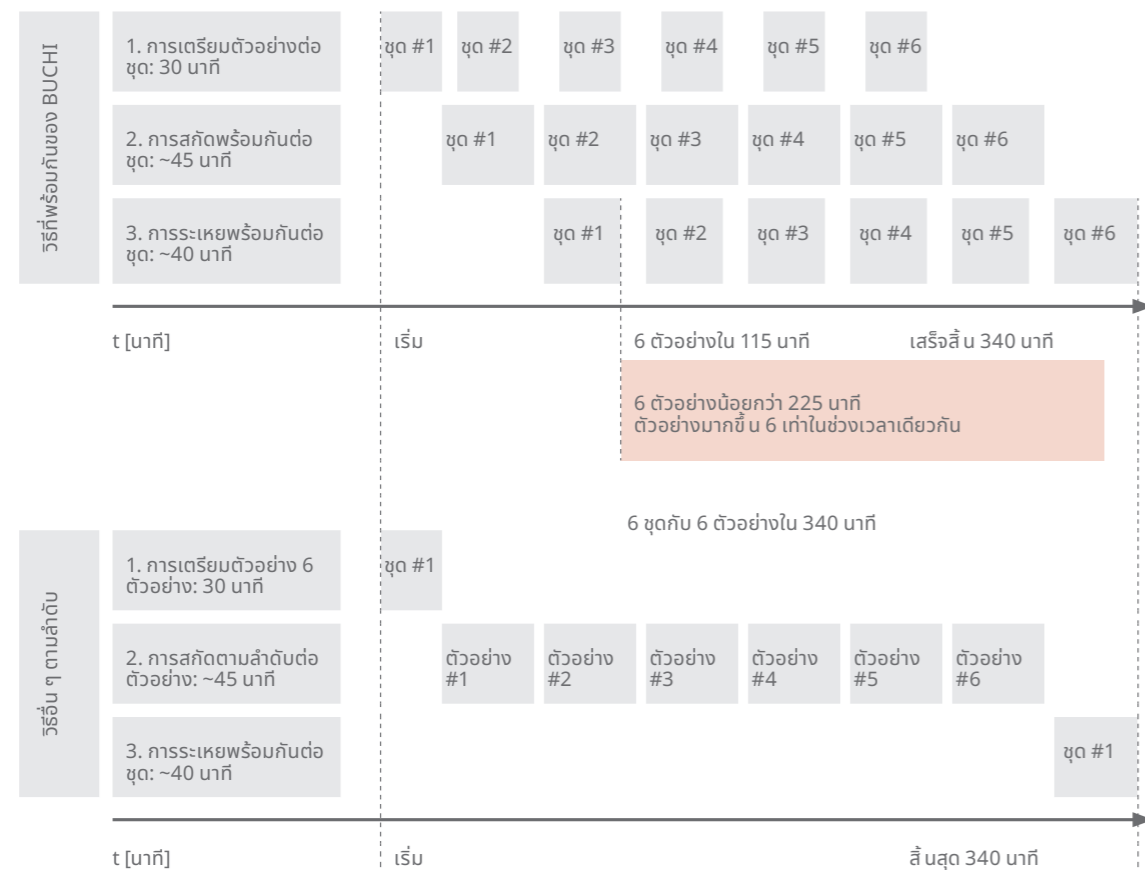 วิธีที่พร้อมกันของ BUCHI
1. การเตรียมตัวอย่างต่อ
ชุด: 30 นาที
ชุด #1 ชุด #2 ชุด #3 ชุด #4 ชุด #5 ชุด #6
2. การสกัดพร้อมกันต่อ
ชุด: ~45 นาที
ชุด #1 ชุด #2 ชุด #3 ชุด #4 ชุด #5 ชุด #6
3. การระเหยพร้อมกันต่อ
ชุด: ~40 นาที
ชุด #1 ชุด #2 ชุด #3 ชุด #4 ชุด #5 ชุด #6
t [นาที] เริ่ม 6 ตัวอย่างใน 115 นาที เสร็จสิ้น 340 นาที
6 ตัวอย่างน้อยกว่า 225 นาที
ตัวอย่างมากขึ้น 6 เท่าในช่วงเวลาเดียวกัน
6 ชุดกับ 6 ตัวอย่างใน 340 นาที
วิธีอื่น ๆ ตามลำดับ
1. การเตรียมตัวอย่าง 6
ตัวอย่าง: 30 นาที
ชุด #1
2. การสกัดตามลำดับต่อ
ตัวอย่าง: ~45 นาที
ตัวอย่าง #1
ตัวอย่าง #2
ตัวอย่าง #3
ตัวอย่าง #4
ตัวอย่าง #5
ตัวอย่าง #6
3. การระเหยพร้อมกันต่อ
ชุด: ~40 นาที
ชุด #1
t [นาที] เริ่ม สิ้นสุด 340 นาที